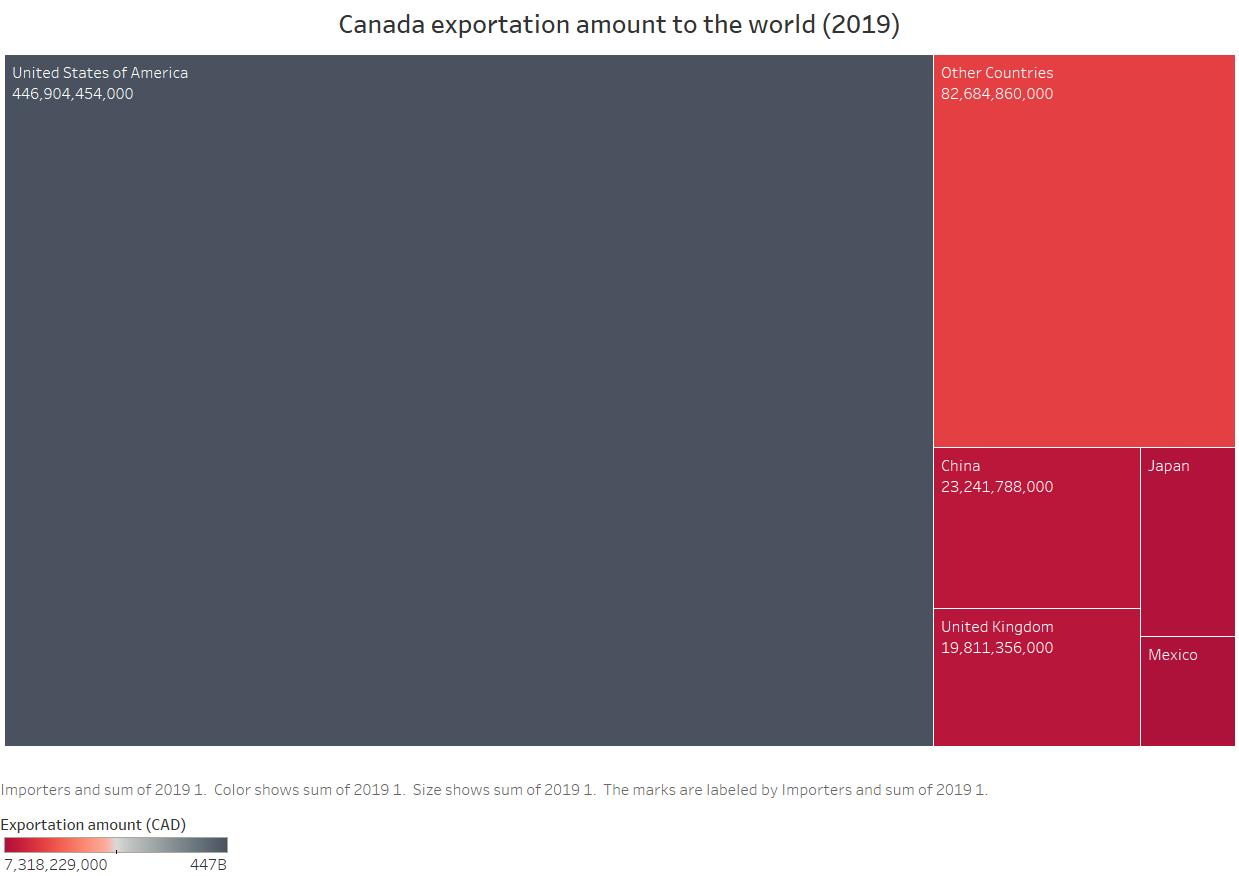 Canada exportation amount to the world (2019)
United States of America
446,904,454,000
Other Countries
82,684,860,000
China
23,241,788,000
Japan
United Kingdom
19,811,356,000
Mexico
Importers and sum of 2019 1.  Color shows sum of 2019 1.  Size shows sum of 2019 1.  The marks are labeled by Importers and sum of 2019 1.
Exportation amount (CAD)
7,318,229,000 447B